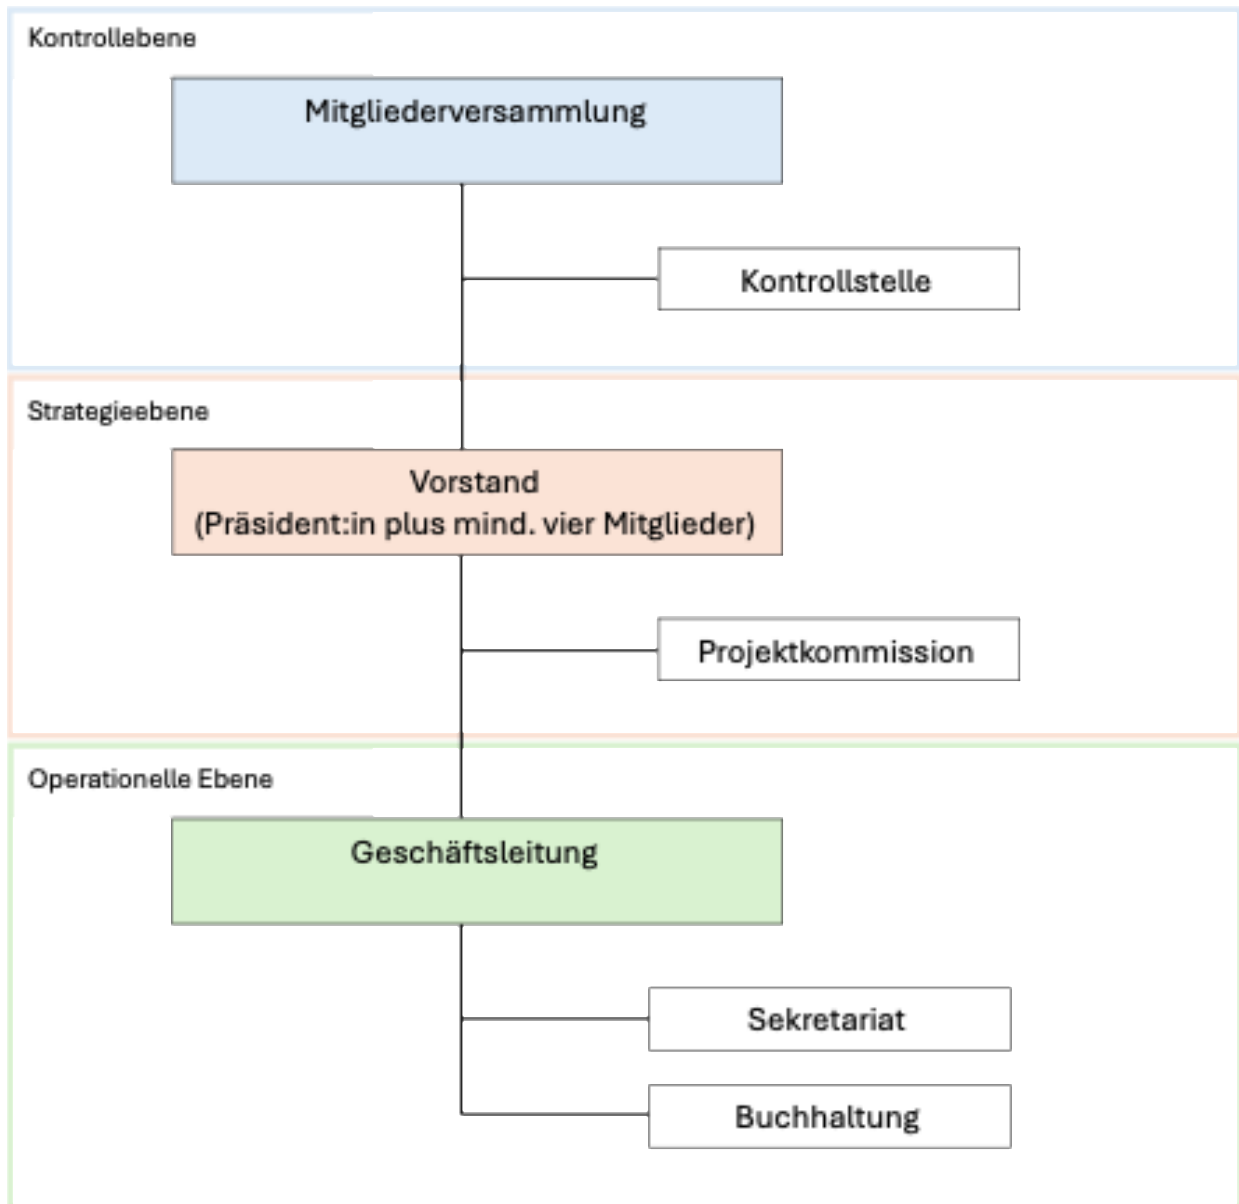 Kontrollebene
Mitgliederversammlung
Kontrollstelle
Strategieebene
Vorstand
(Präsident:in plus mind. vier Mitglieder)
Projektkommission
Operationelle Ebene
Geschäftsleitung
Sekretariat
Buchhaltung